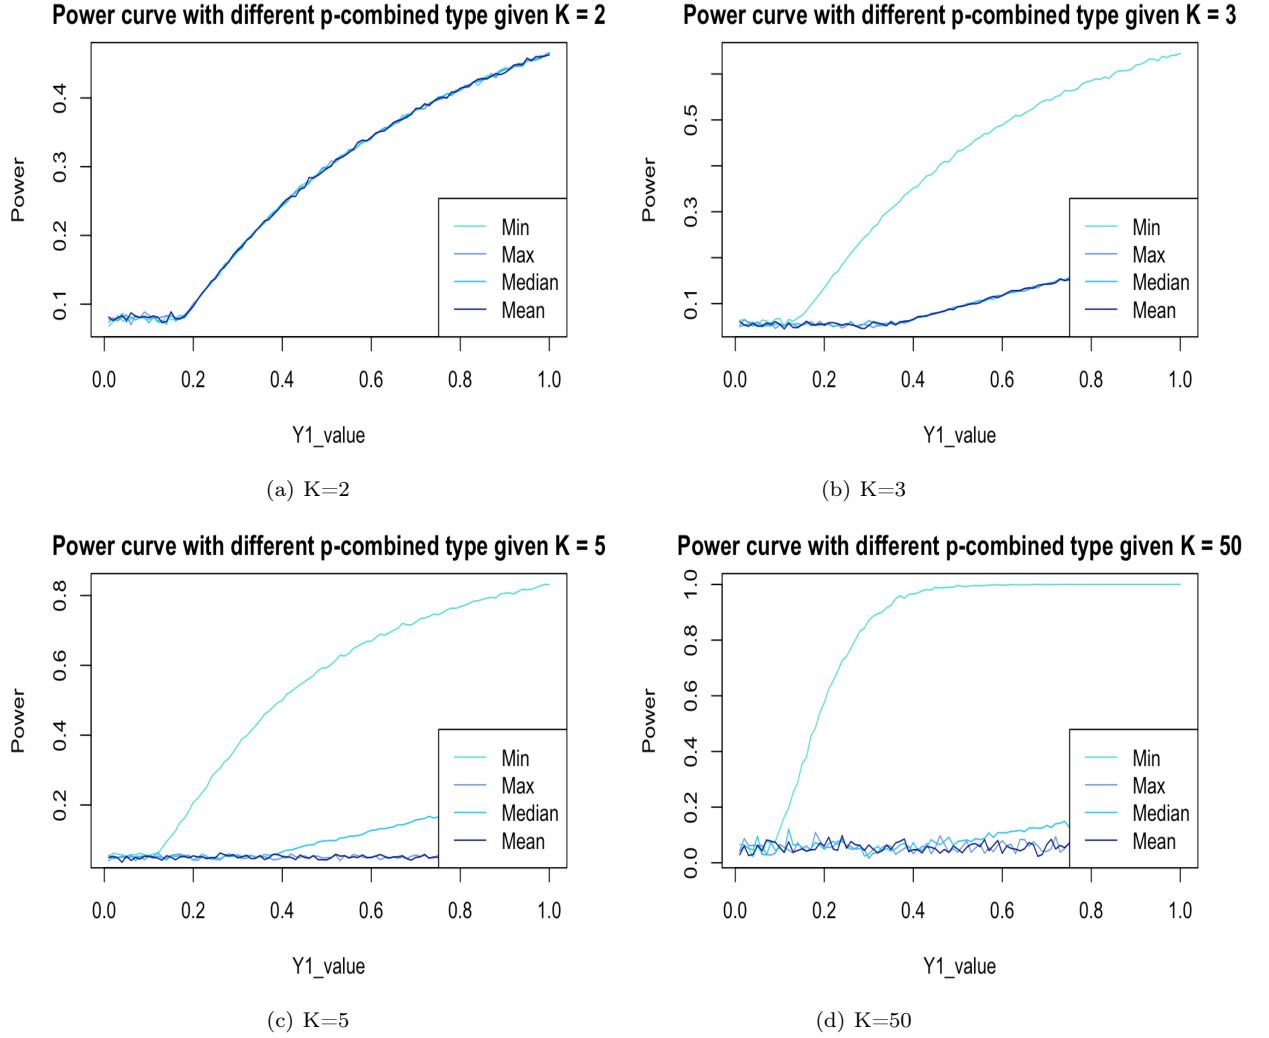 Power curve with different p-combined type given K = 2
Power
0.4
0.3
0.2
0.1
Min
Max
Median
Mean
0.0 0.2 0.4 0.6 0.8 1.0
Y1_value
(a) K=2
Power curve with different p-combined type given K = 3
Power
0.5
0.3
0.1
Min
Max
Median
Mean
0.0 0.2 0.4 0.6 0.8 1.0
Y1_value
(b) K=3
Power curve with different p-combined type given K = 5
Power
0.8
0.6
0.4
0.2
Min
Max
Median
Mean
0.0 0.2 0.4 0.6 0.8 1.0
Y1_value
(c) K=5
Power curve with different p-combined type given K = 50
Power
1.0
0.8
0.6
0.4
0.2
0.0
Min
Max
Median
Mean
0.0 0.2 0.4 0.6 0.8 1.0
Y1_value
(d) K=50